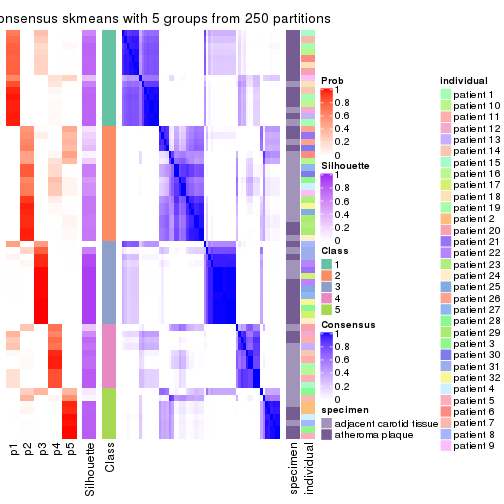 onsensus skmeans with 5 groups from 250 partitions
Prob
1
0.8
0.6
0.4
0.2
0
Silhouette
1
0.8
0.6
0.4
0.2
0
Class
1
2
3
4
5
Consensus
1
0.8
0.6
0.4
0.2
0
specimen
adjacent carotid tissue
atheroma plaque
individual
patient 1
patient 10
patient 11
patient 12
patient 13
patient 14
patient 15
patient 16
patient 17
patient 18
patient 19
patient 2
patient 20
patient 21
patient 22
patient 23
patient 24
patient 25
patient 26
patient 27
patient 28
patient 29
patient 3
patient 30
patient 31
patient 32
patient 4
patient 5
patient 6
patient 7
patient 8
patient 9
p1
p2
p3
p4
p5
Silhouette
Class
specimen
individual